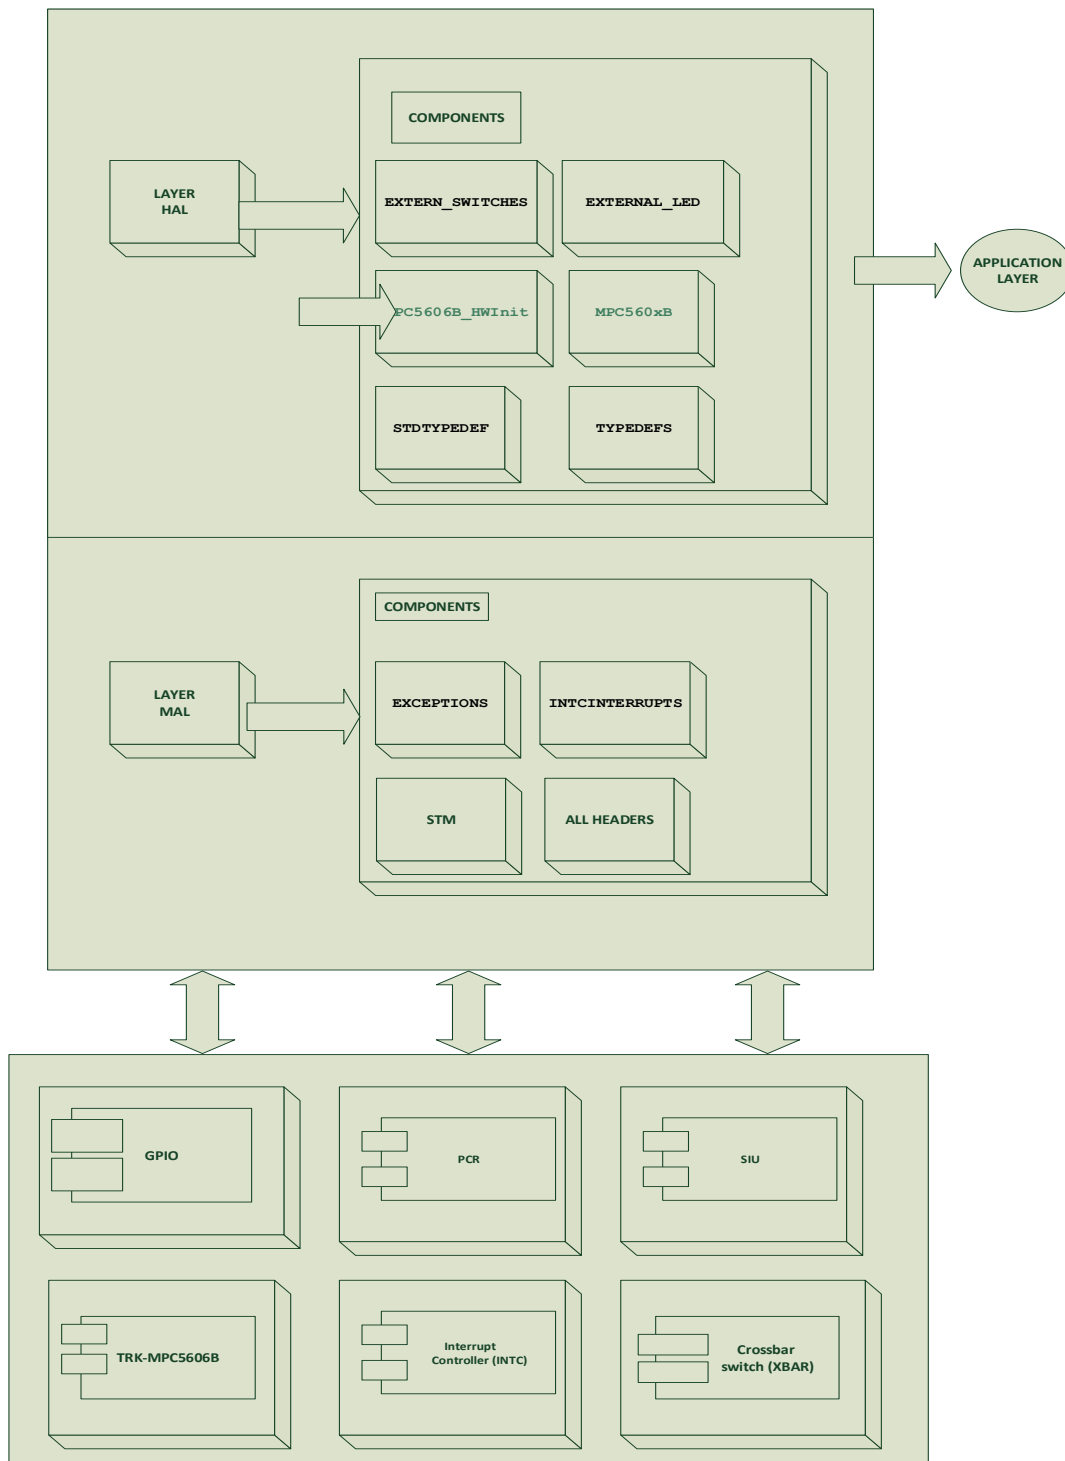 COMPONENTS
LAYER
HAL
EXTERN_SWITCHES
EXTERNAL_LED
APPLICATION
LAYER
PC5606B_HWInit
MPC560xB
STDTYPEDEF
TYPEDEFS
COMPONENTS
LAYER
MAL
EXCEPTIONS
INTCINTERRUPTS
STM
ALL HEADERS
GPIO
PCR
SIU
TRK-MPC5606B
Interrupt
Controller (INTC)
Crossbar
switch (XBAR)